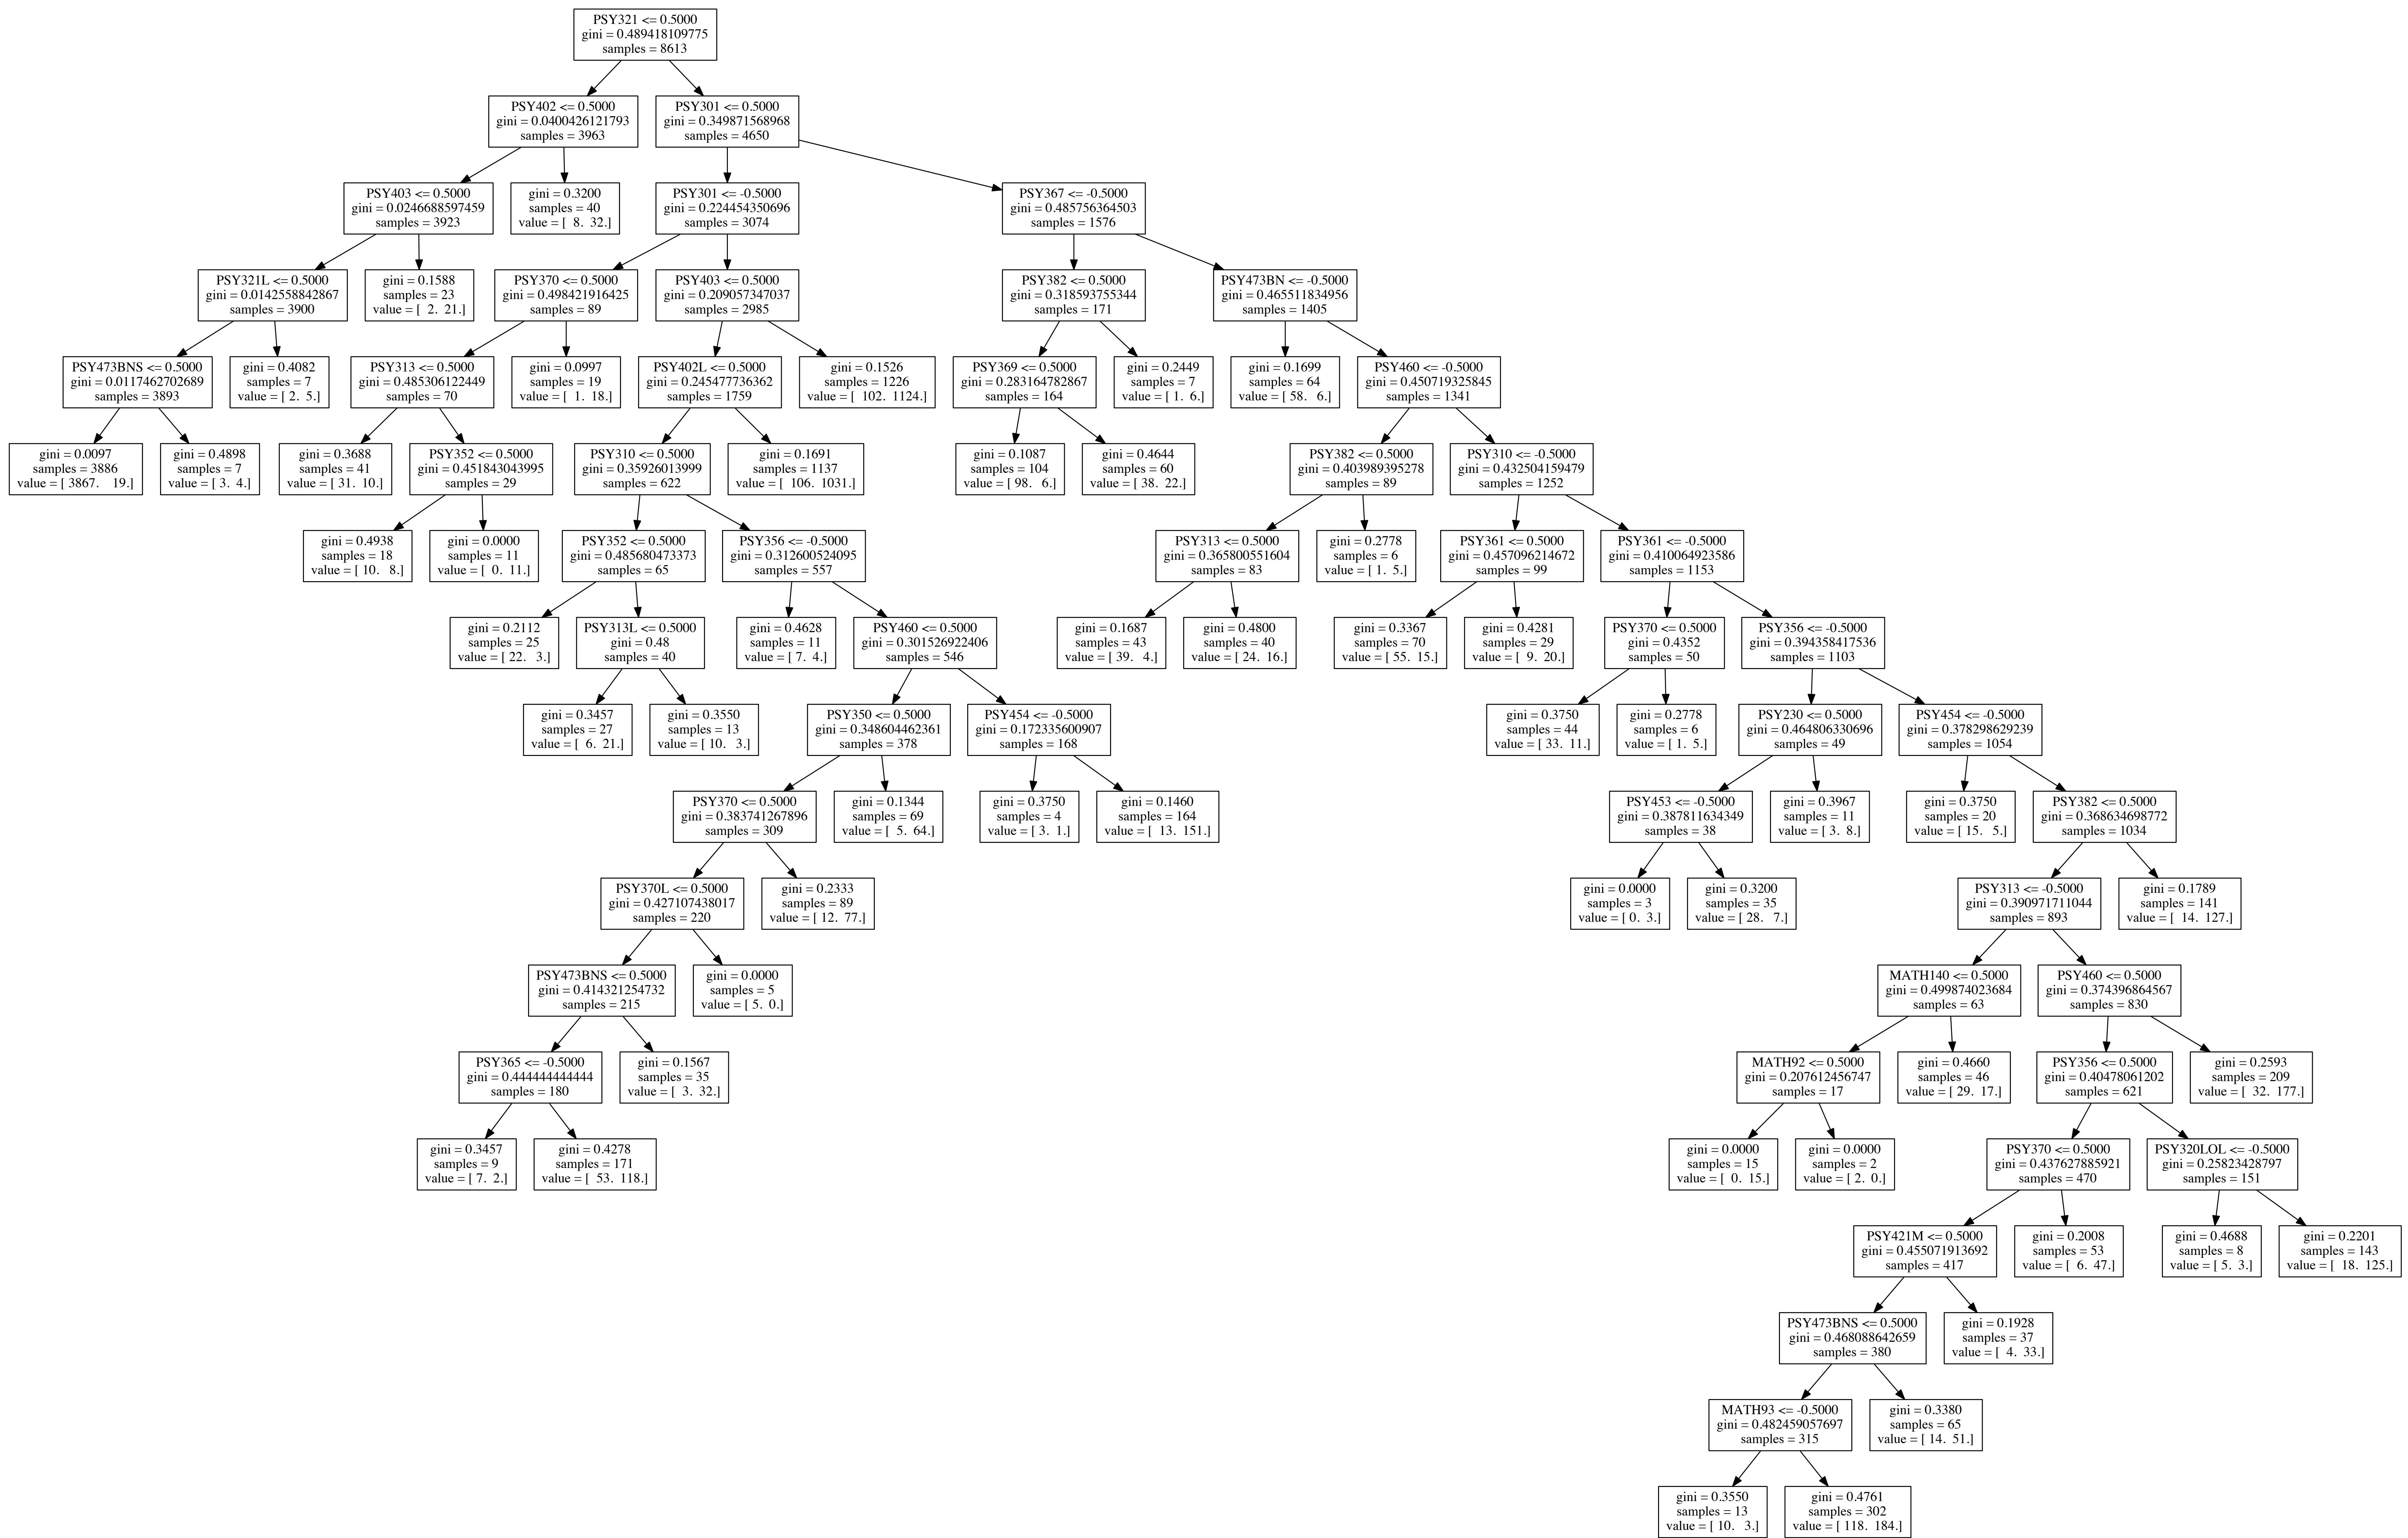 PSY321 <= 0.5000
gini = 0.489418109775
samples = 8613
PSY402 <= 0.5000
gini = 0.0400426121793
samples = 3963
PSY301 <= 0.5000
gini = 0.349871568968
samples = 4650
PSY403 <= 0.5000
gini = 0.0246688597459
samples = 3923
gini = 0.3200
samples = 40
value = [ 8. 32.]
PSY301 <= -0.5000
gini = 0.224454350696
samples = 3074
PSY367 <= -0.5000
gini = 0.485756364503
samples = 1576
PSY321L <= 0.5000
gini = 0.0142558842867
samples = 3900
gini = 0.1588
samples = 23
value = [ 2. 21.]
PSY370 <= 0.5000
gini = 0.498421916425
samples = 89
PSY403 <= 0.5000
gini = 0.209057347037
samples = 2985
PSY382 <= 0.5000
gini = 0.318593755344
samples = 171
PSY473BN <= -0.5000
gini = 0.465511834956
samples = 1405
PSY473BNS <= 0.5000
gini = 0.0117462702689
samples = 3893
gini = 0.4082
samples = 7
value = [ 2. 5.]
PSY313 <= 0.5000
gini = 0.485306122449
samples = 70
gini = 0.0997
samples = 19
value = [ 1. 18.]
PSY402L <= 0.5000
gini = 0.245477736362
samples = 1759
gini = 0.1526
samples = 1226
value = [ 102. 1124.]
PSY369 <= 0.5000
gini = 0.283164782867
samples = 164
gini = 0.2449
samples = 7
value = [ 1. 6.]
gini = 0.1699
samples = 64
value = [ 58. 6.]
PSY460 <= -0.5000
gini = 0.450719325845
samples = 1341
gini = 0.0097
samples = 3886
value = [ 3867. 19.]
gini = 0.4898
samples = 7
value = [ 3. 4.]
gini = 0.3688
samples = 41
value = [ 31. 10.]
PSY352 <= 0.5000
gini = 0.451843043995
samples = 29
PSY310 <= 0.5000
gini = 0.35926013999
samples = 622
gini = 0.1691
samples = 1137
value = [ 106. 1031.]
gini = 0.1087
samples = 104
value = [ 98. 6.]
gini = 0.4644
samples = 60
value = [ 38. 22.]
PSY382 <= 0.5000
gini = 0.403989395278
samples = 89
PSY310 <= -0.5000
gini = 0.432504159479
samples = 1252
gini = 0.4938
samples = 18
value = [ 10. 8.]
gini = 0.0000
samples = 11
value = [ 0. 11.]
PSY352 <= 0.5000
gini = 0.485680473373
samples = 65
PSY356 <= -0.5000
gini = 0.312600524095
samples = 557
PSY313 <= 0.5000
gini = 0.365800551604
samples = 83
gini = 0.2778
samples = 6
value = [ 1. 5.]
PSY361 <= 0.5000
gini = 0.457096214672
samples = 99
PSY361 <= -0.5000
gini = 0.410064923586
samples = 1153
gini = 0.2112
samples = 25
value = [ 22. 3.]
PSY313L <= 0.5000
gini = 0.48
samples = 40
gini = 0.4628
samples = 11
value = [ 7. 4.]
PSY460 <= 0.5000
gini = 0.301526922406
samples = 546
gini = 0.1687
samples = 43
value = [ 39. 4.]
gini = 0.4800
samples = 40
value = [ 24. 16.]
gini = 0.3367
samples = 70
value = [ 55. 15.]
gini = 0.4281
samples = 29
value = [ 9. 20.]
PSY370 <= 0.5000
gini = 0.4352
samples = 50
PSY356 <= -0.5000
gini = 0.394358417536
samples = 1103
gini = 0.3457
samples = 27
value = [ 6. 21.]
gini = 0.3550
samples = 13
value = [ 10. 3.]
PSY350 <= 0.5000
gini = 0.348604462361
samples = 378
PSY454 <= -0.5000
gini = 0.172335600907
samples = 168
gini = 0.3750
samples = 44
value = [ 33. 11.]
gini = 0.2778
samples = 6
value = [ 1. 5.]
PSY230 <= 0.5000
gini = 0.464806330696
samples = 49
PSY454 <= -0.5000
gini = 0.378298629239
samples = 1054
PSY370 <= 0.5000
gini = 0.383741267896
samples = 309
gini = 0.1344
samples = 69
value = [ 5. 64.]
gini = 0.3750
samples = 4
value = [ 3. 1.]
gini = 0.1460
samples = 164
value = [ 13. 151.]
PSY453 <= -0.5000
gini = 0.387811634349
samples = 38
gini = 0.3967
samples = 11
value = [ 3. 8.]
gini = 0.3750
samples = 20
value = [ 15. 5.]
PSY382 <= 0.5000
gini = 0.368634698772
samples = 1034
PSY370L <= 0.5000
gini = 0.427107438017
samples = 220
gini = 0.2333
samples = 89
value = [ 12. 77.]
gini = 0.0000
samples = 3
value = [ 0. 3.]
gini = 0.3200
samples = 35
value = [ 28. 7.]
PSY313 <= -0.5000
gini = 0.390971711044
samples = 893
gini = 0.1789
samples = 141
value = [ 14. 127.]
PSY473BNS <= 0.5000
gini = 0.414321254732
samples = 215
gini = 0.0000
samples = 5
value = [ 5. 0.]
MATH140 <= 0.5000
gini = 0.499874023684
samples = 63
PSY460 <= 0.5000
gini = 0.374396864567
samples = 830
PSY365 <= -0.5000
gini = 0.444444444444
samples = 180
gini = 0.1567
samples = 35
value = [ 3. 32.]
MATH92 <= 0.5000
gini = 0.207612456747
samples = 17
gini = 0.4660
samples = 46
value = [ 29. 17.]
PSY356 <= 0.5000
gini = 0.40478061202
samples = 621
gini = 0.2593
samples = 209
value = [ 32. 177.]
gini = 0.3457
samples = 9
value = [ 7. 2.]
gini = 0.4278
samples = 171
value = [ 53. 118.]
gini = 0.0000
samples = 15
value = [ 0. 15.]
gini = 0.0000
samples = 2
value = [ 2. 0.]
PSY370 <= 0.5000
gini = 0.437627885921
samples = 470
PSY320LOL <= -0.5000
gini = 0.25823428797
samples = 151
PSY421M <= 0.5000
gini = 0.455071913692
samples = 417
gini = 0.2008
samples = 53
value = [ 6. 47.]
gini = 0.4688
samples = 8
value = [ 5. 3.]
gini = 0.2201
samples = 143
value = [ 18. 125.]
PSY473BNS <= 0.5000
gini = 0.468088642659
samples = 380
gini = 0.1928
samples = 37
value = [ 4. 33.]
MATH93 <= -0.5000
gini = 0.482459057697
samples = 315
gini = 0.3380
samples = 65
value = [ 14. 51.]
gini = 0.3550
samples = 13
value = [ 10. 3.]
gini = 0.4761
samples = 302
value = [ 118. 184.]